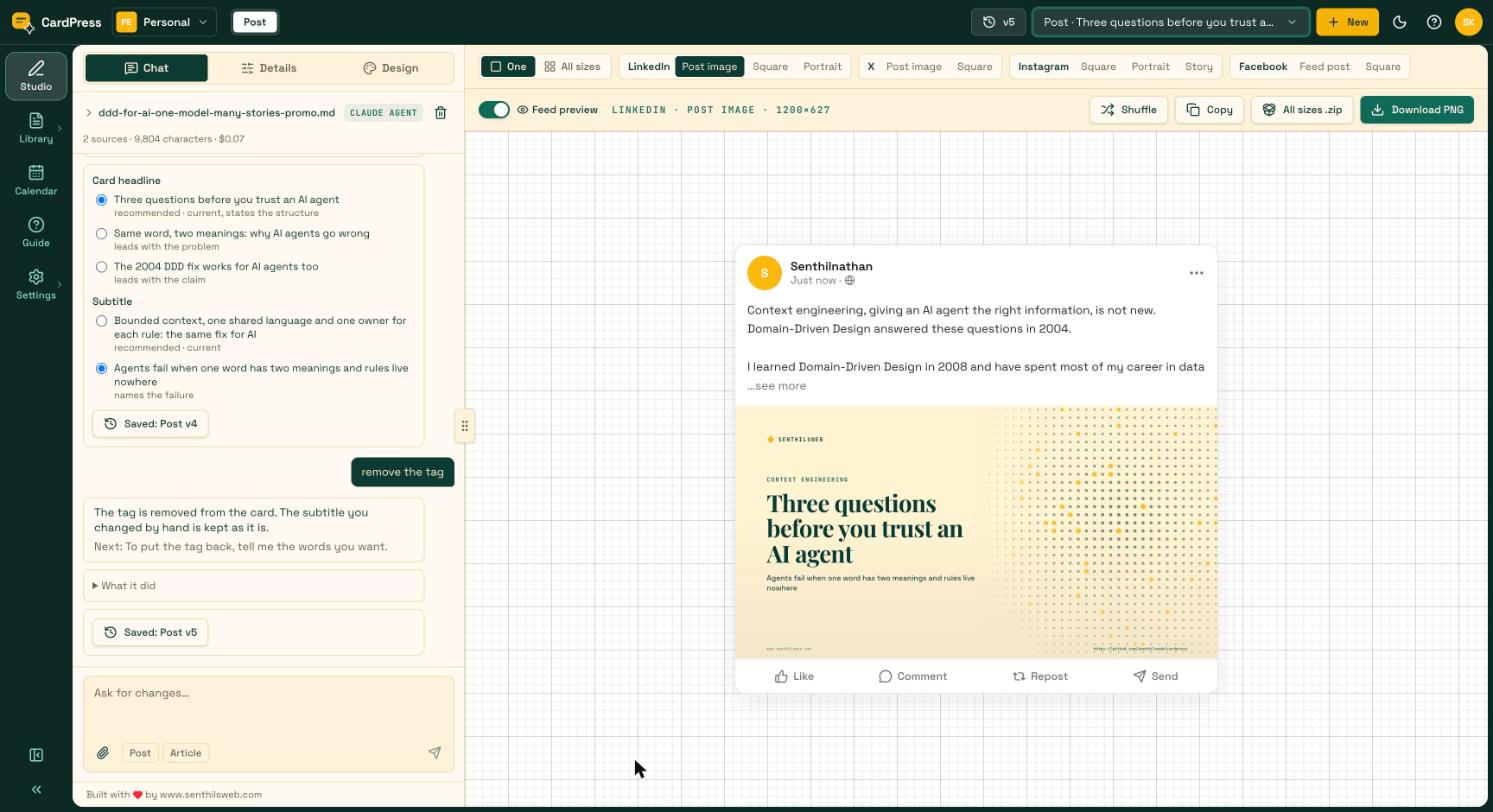 CardPress
PE Personal
Post
v5
Post · Three questions before you trust a...
New
SK
Studio
Library
Calendar
Guide
Settings
Chat
Details
Design
ddd-for-ai-one-model-many-stories-promo.md
CLAUDE AGENT
2 sources · 9,804 characters · $0.07
Card headline
Three questions before you trust an AI agent
recommended · current, states the structure
Same word, two meanings: why AI agents go wrong
leads with the problem
The 2004 DDD fix works for AI agents too
leads with the claim
Subtitle
Bounded context, one shared language and one owner for
each rule: the same fix for AI
recommended · current
Agents fail when one word has two meanings and rules live
nowhere
names the failure
Saved: Post v4
remove the tag
The tag is removed from the card. The subtitle you
changed by hand is kept as it is.
Next: To put the tag back, tell me the words you want.
What it did
Saved: Post v5
Ask for changes...
Post
Article
Built with ❤️ by www.senthilsweb.com
One
All sizes
LinkedIn Post image Square Portrait
X Post image Square
Instagram Square Portrait Story
Facebook Feed post Square
Feed preview
LINKEDIN · POST IMAGE · 1200×627
Shuffle
Copy
All sizes .zip
Download PNG
S
Senthilnathan
Just now ·
Context engineering, giving an AI agent the right information, is not new.
Domain-Driven Design answered these questions in 2004.
I learned Domain-Driven Design in 2008 and have spent most of my career in data
...see more
SENTHILSWEB
CONTEXT ENGINEERING
Three questions
before you trust an
AI agent
Agents fail when one word has two meanings and rules live
nowhere
www.senthilsweb.com
https://github.com/senthilsweb/cardpress
Like
Comment
Repost
Send